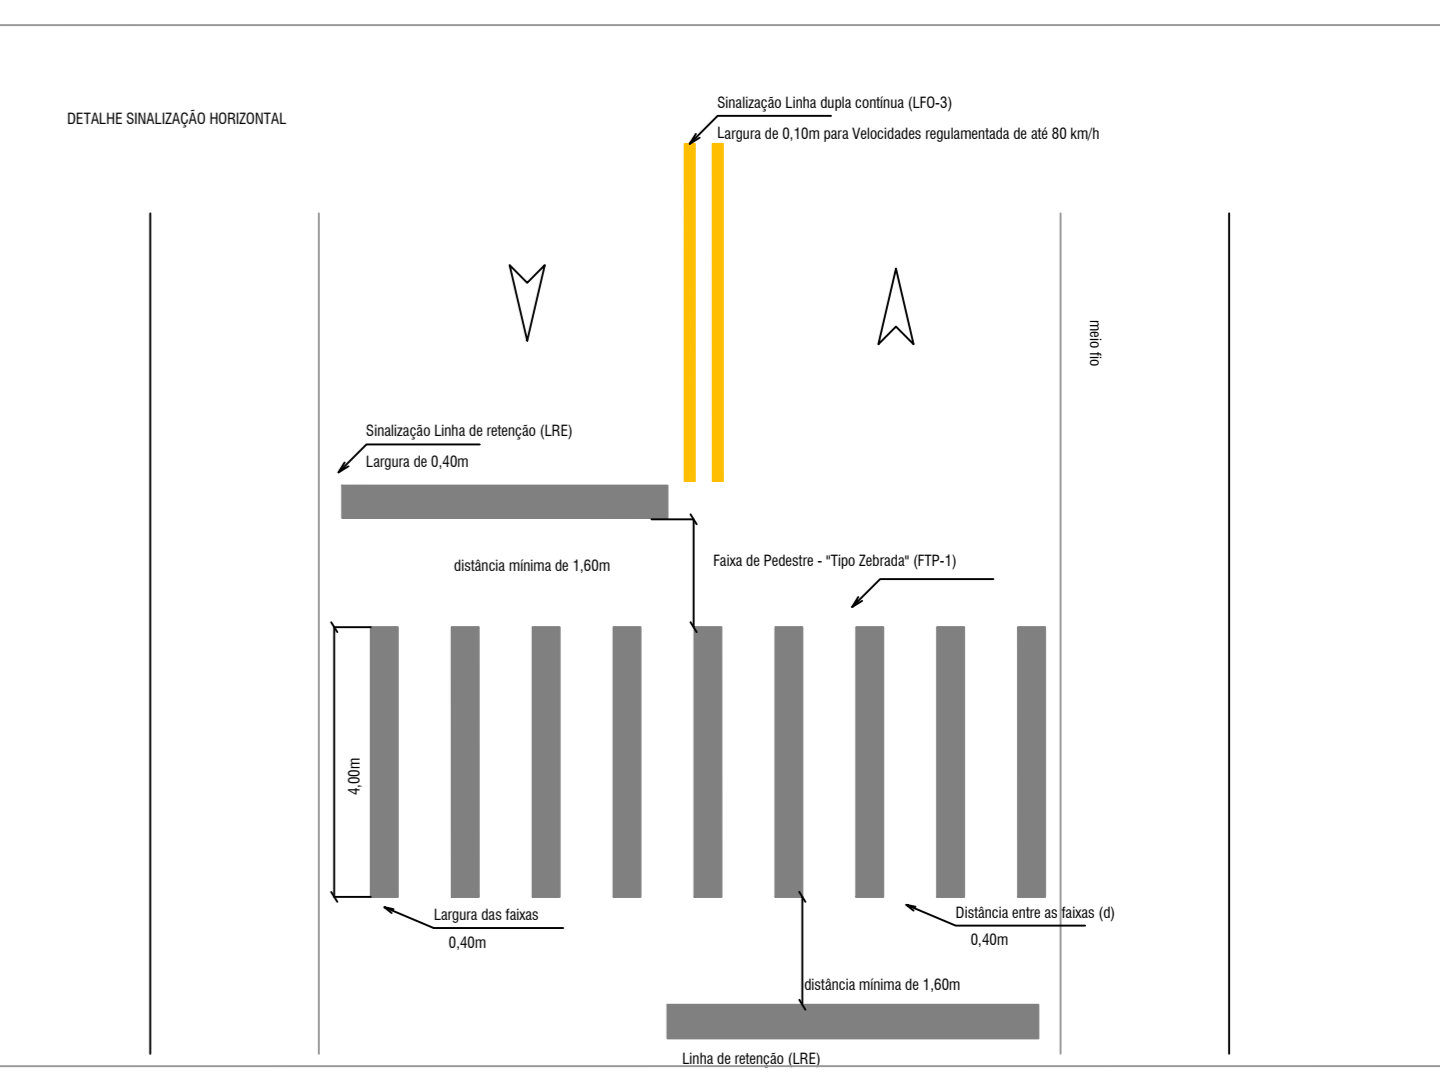 Sinalização Linha dupla contínua (LFO-3)
DETALHE SINALIZAÇÃO HORIZONTAL
Largura de 0,10m para Velocidades regulamentada de até 80 km/h
meio fio
Sinalização Linha de retenção (LRE)
Largura de 0,40m
distância mínima de 1,60m
Faixa de Pedestre - "Tipo Zebrada" (FTP-1)
4,00m
Largura das faixas
0,40m
Distância entre as faixas (d)
0,40m
distância mínima de 1,60m
Linha de retenção (LRE)